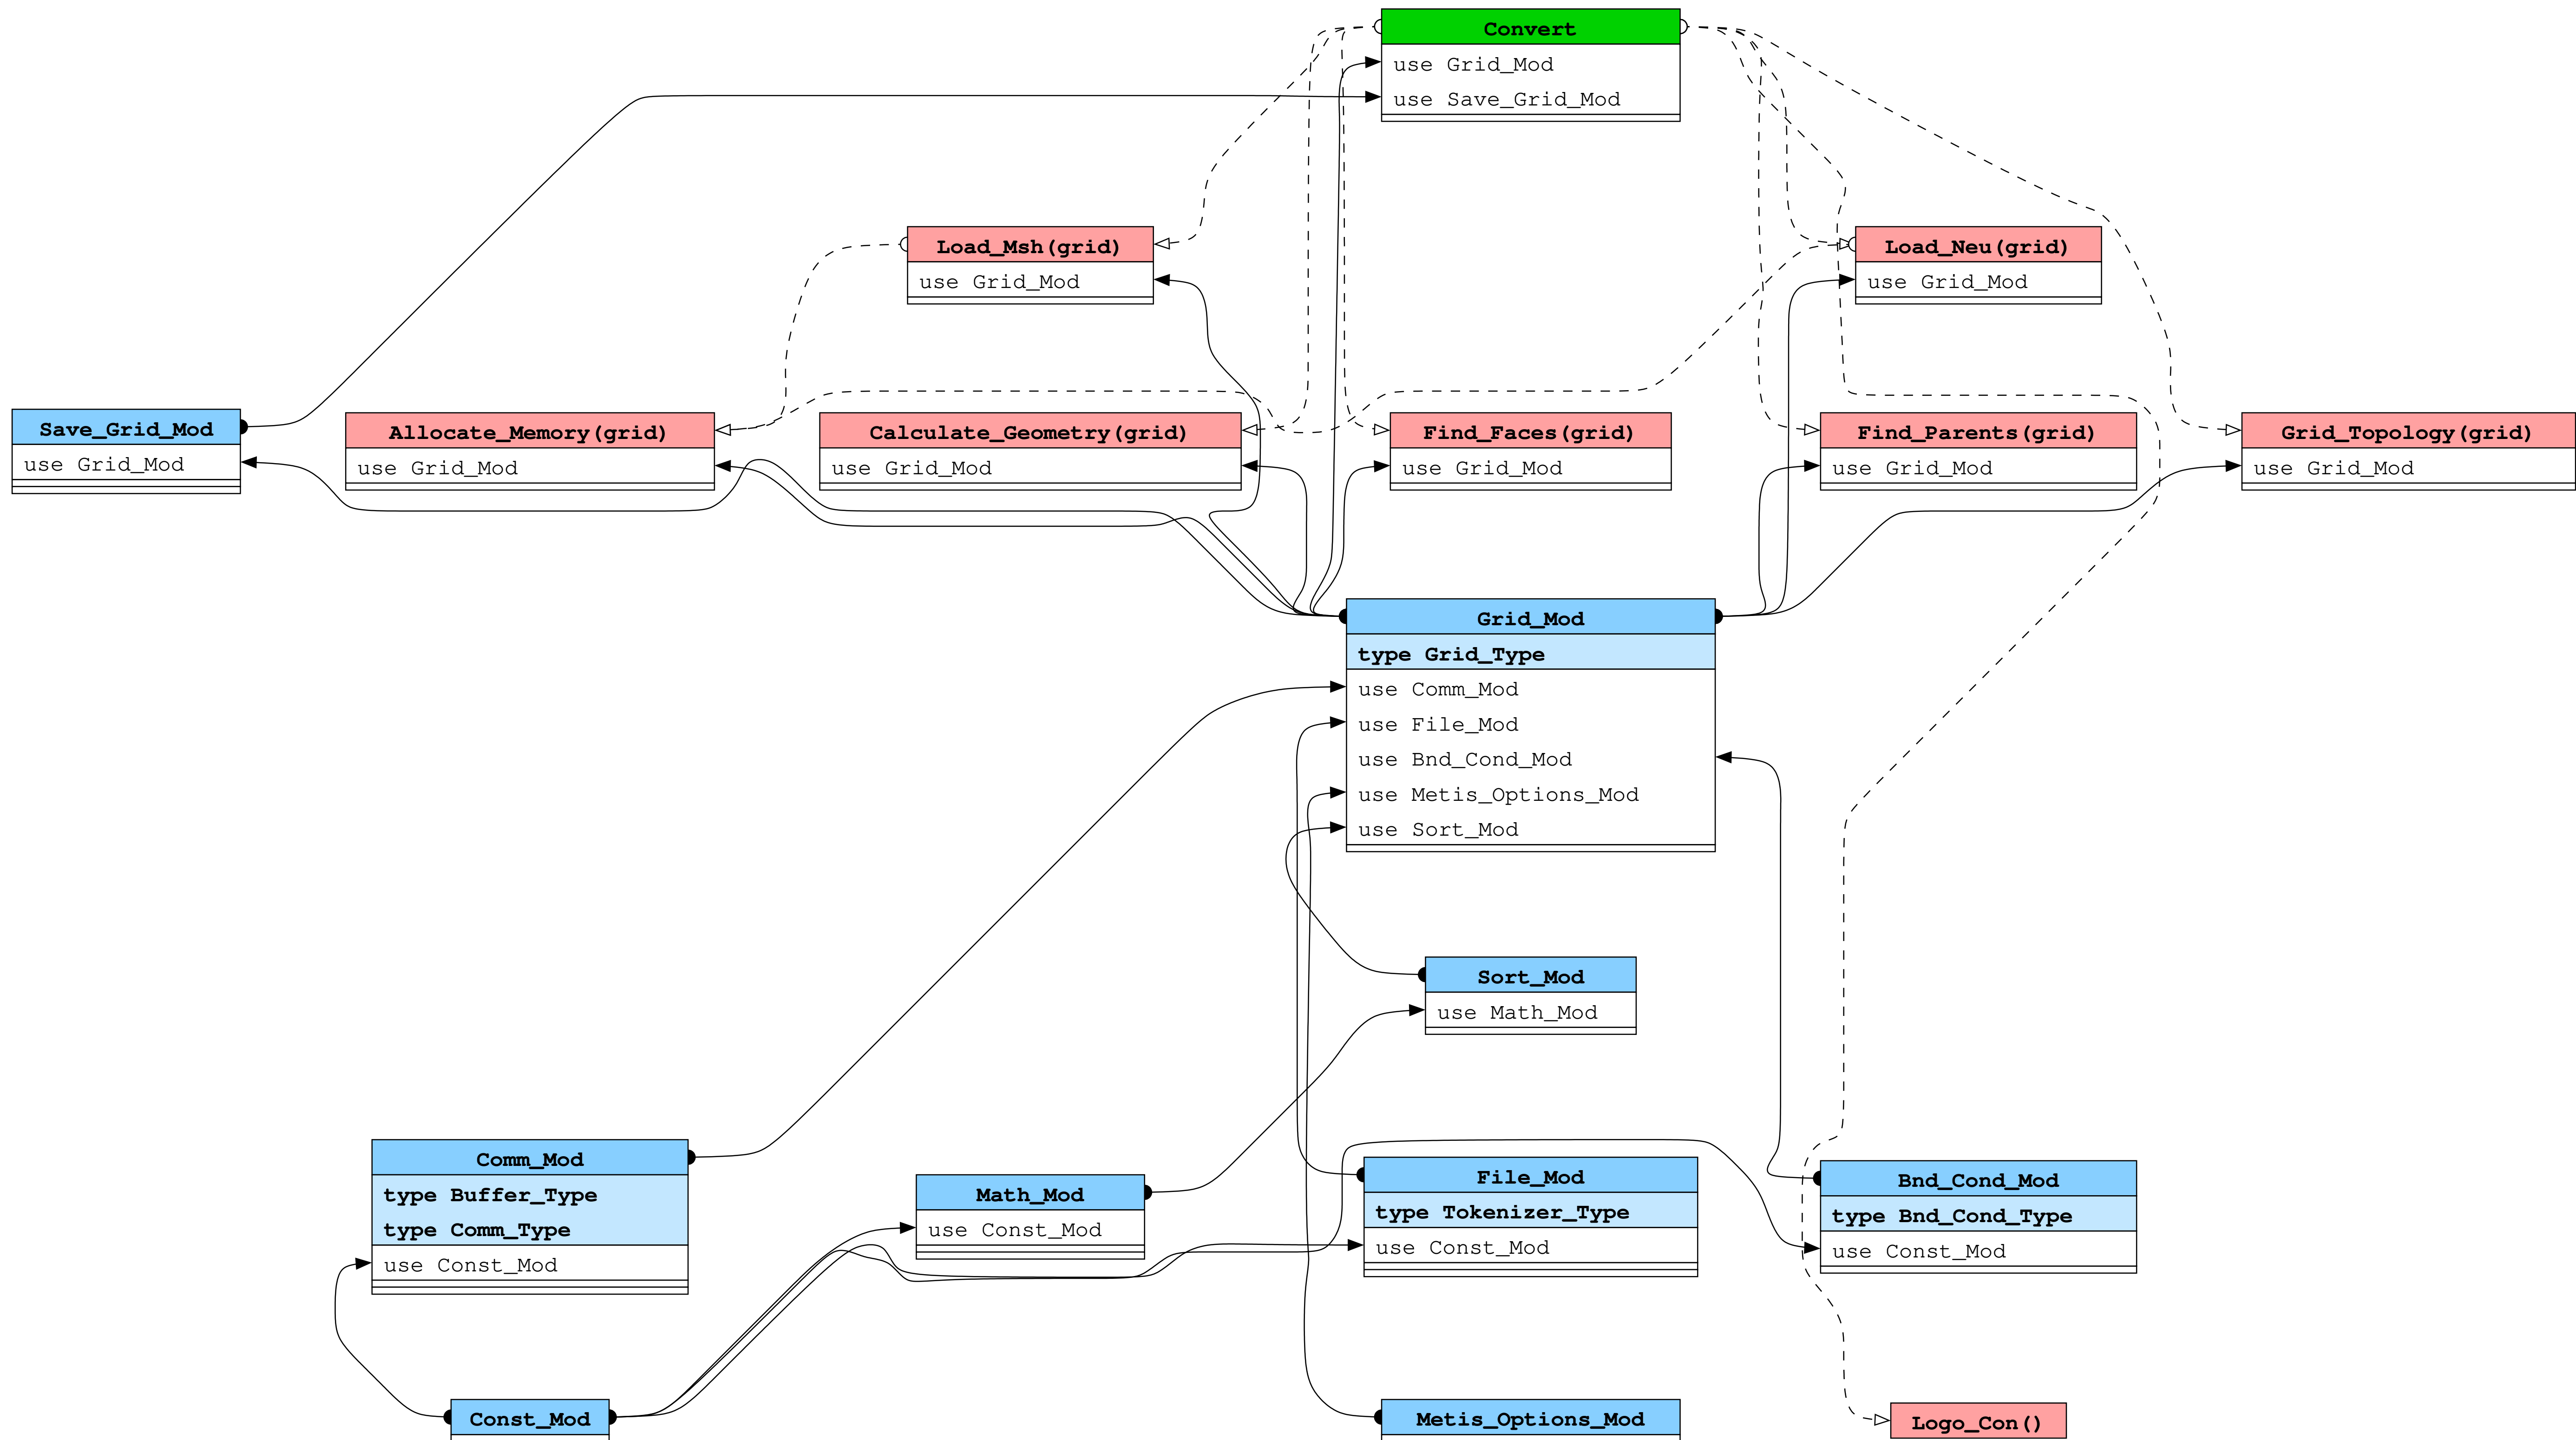 Convert
use Grid_Mod
use Save_Grid_Mod
Load_Msh(grid)
use Grid_Mod
Load_Neu(grid)
use Grid_Mod
Save_Grid_Mod
use Grid_Mod
Allocate_Memory(grid)
use Grid_Mod
Calculate_Geometry(grid)
use Grid_Mod
Find_Faces(grid)
use Grid_Mod
Find_Parents(grid)
use Grid_Mod
Grid_Topology(grid)
use Grid_Mod
Grid_Mod
type Grid_Type
use Comm_Mod
use File_Mod
use Bnd_Cond_Mod
use Metis_Options_Mod
use Sort_Mod
Sort_Mod
use Math_Mod
Comm_Mod
type Buffer_Type
type Comm_Type
use Const_Mod
Math_Mod
use Const_Mod
File_Mod
type Tokenizer_Type
use Const_Mod
Bnd_Cond_Mod
type Bnd_Cond_Type
use Const_Mod
Const_Mod
Metis_Options_Mod
Logo_Con()